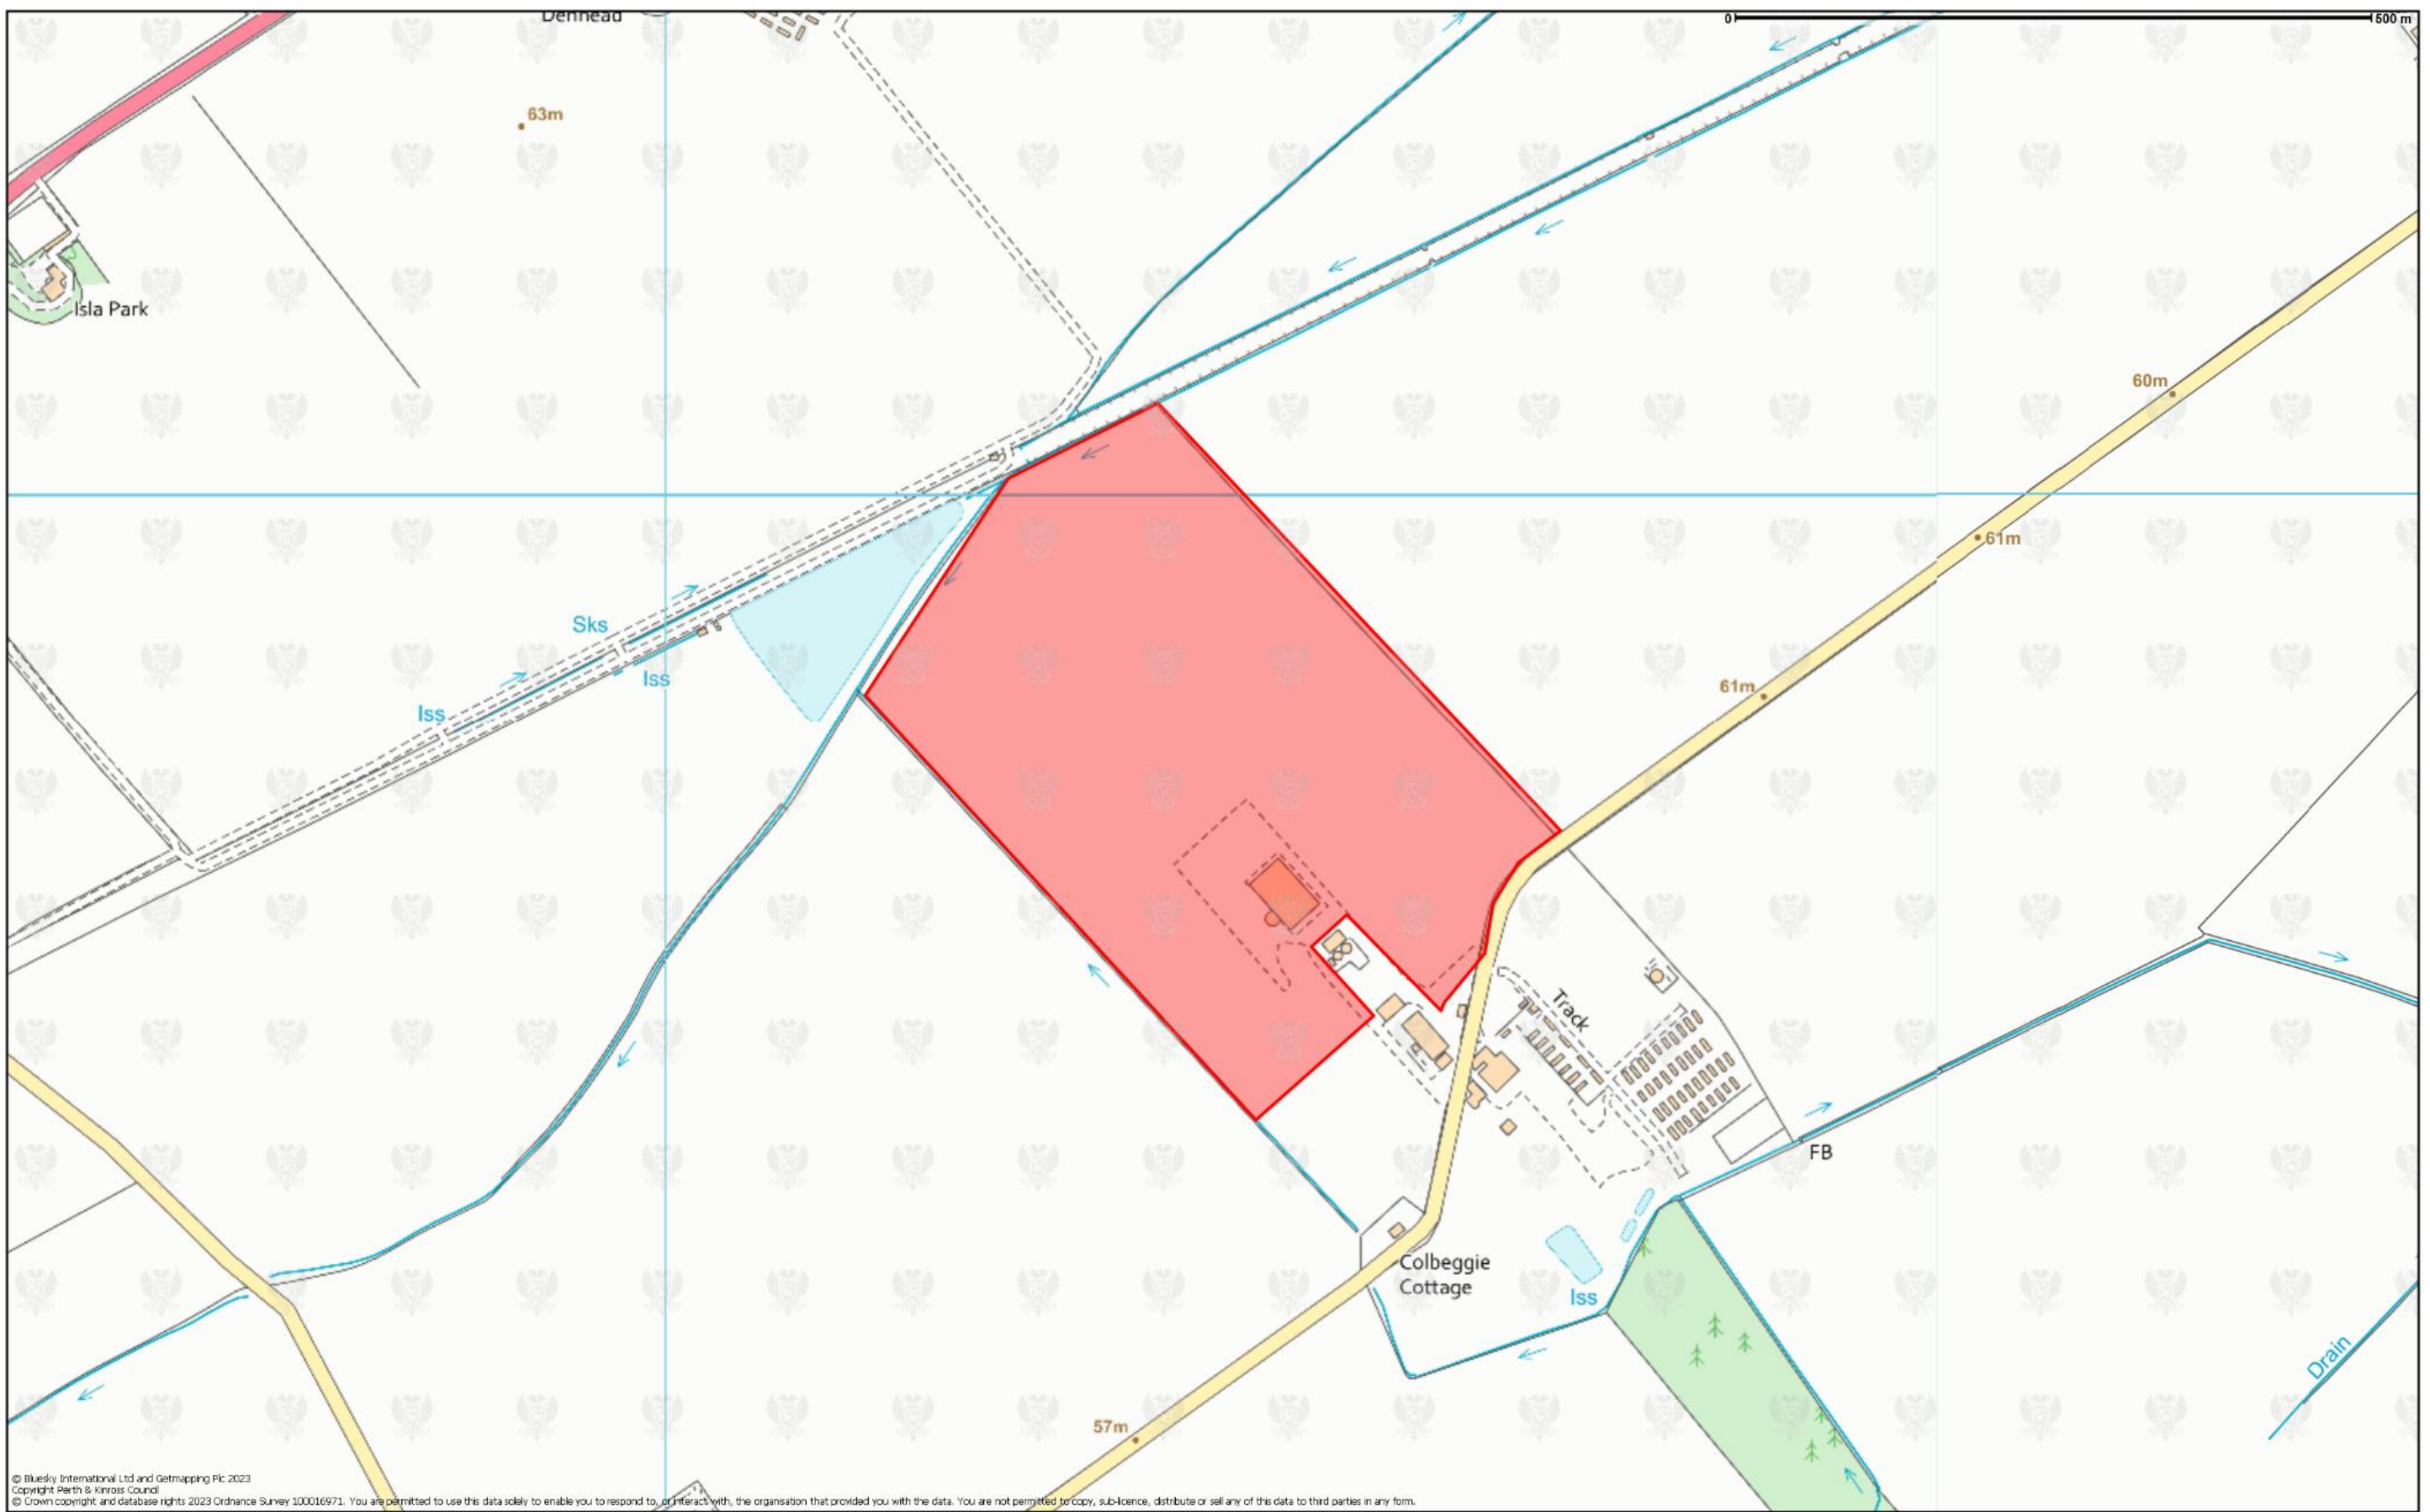 Dennead
0
500 m
63m
Isla Park
60m
61m
Sks
Iss
Iss
61m
Track
FB
Colbeggie
Cottage
Iss
Drain
57m
© Bluesky International Ltd and Getmapping Plc 2023
Copyright Perth & Kinross Council
© Crown copyright and database rights 2023 Ordnance Survey 100016971. You are permitted to use this data solely to enable you to respond to, or interact with, the organisation that provided you with the data. You are not permitted to copy, sub-licence, distribute or sell any of this data to third parties in any form.